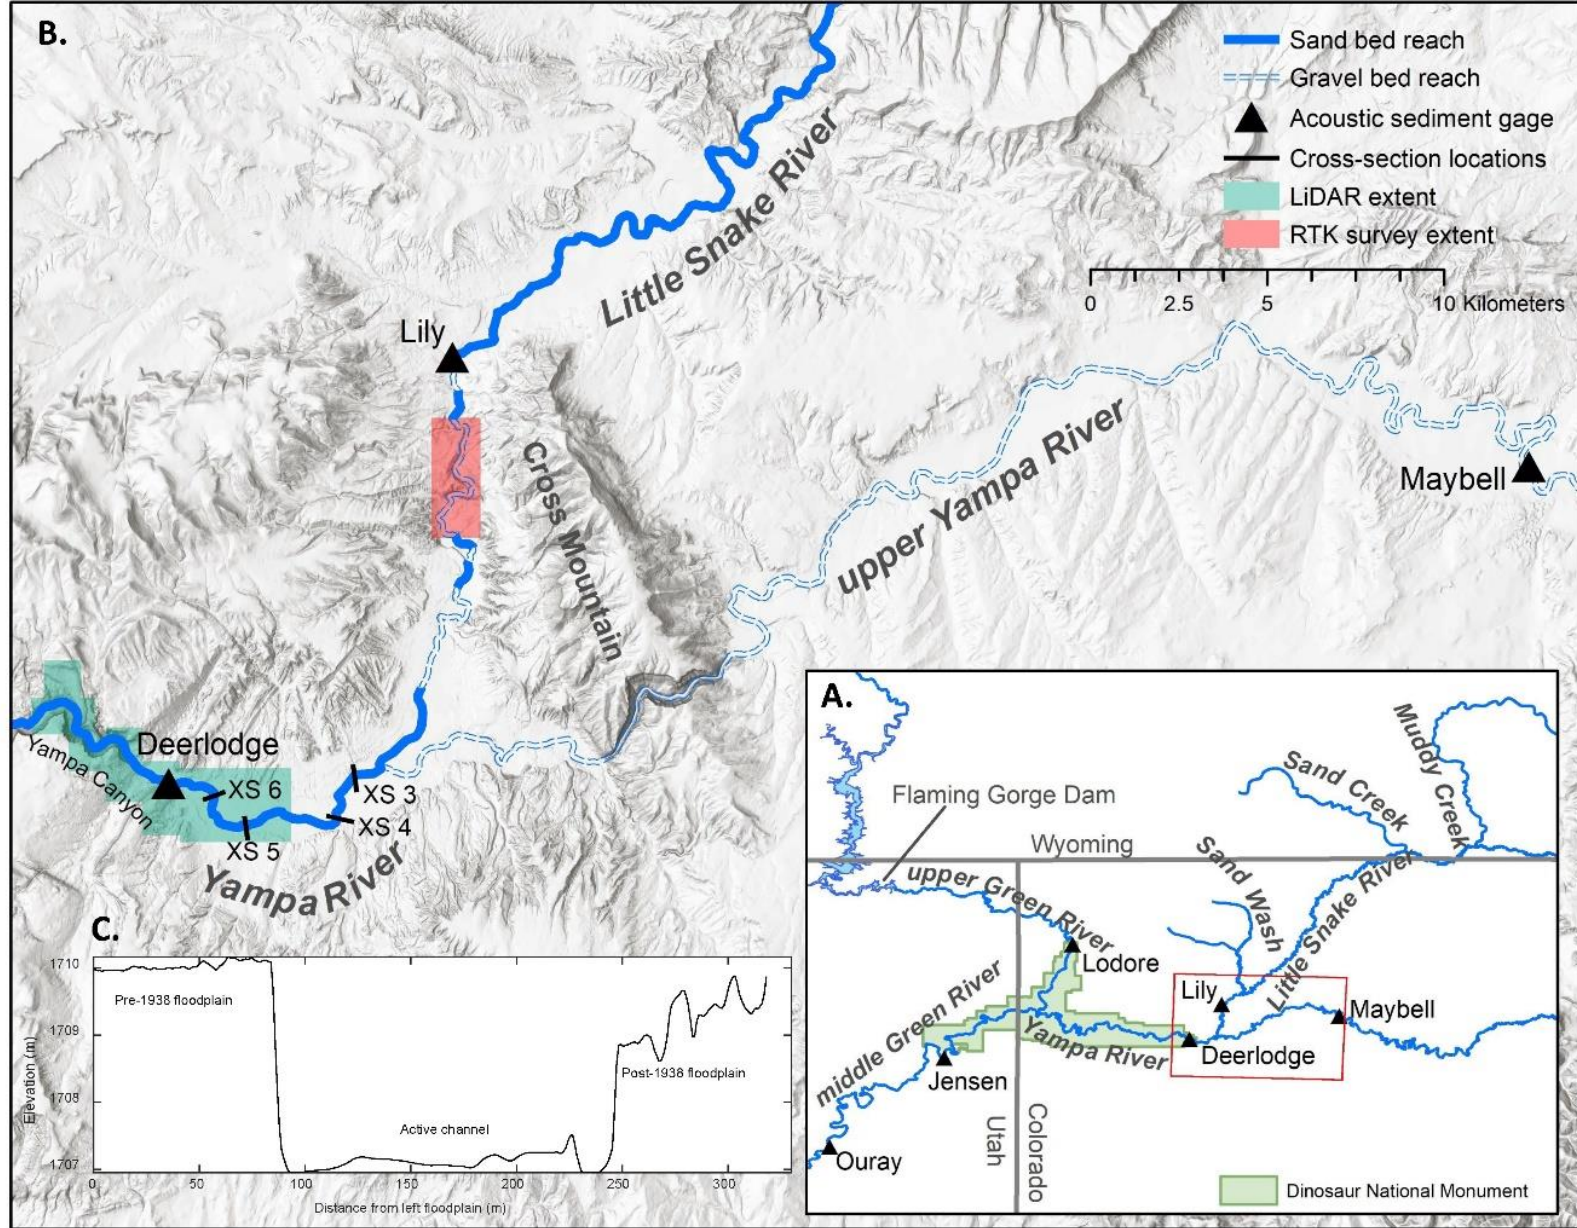 B.
Sand bed reach
Gravel bed reach
Acoustic sediment gage
Cross-section locations
LiDAR extent
RTK survey extent
0 2.5 5 10 Kilometers
Little Snake River
Lily
Cross Mountain
upper Yampa River
Maybell
Deerlodge
Yampa Canyon
XS 6
XS 3
XS 4
XS 5
Yampa River
A.
Flaming Gorge Dam
Wyoming
Sand Creek
Muddy Creek
Sand Wash
Little Snake River
upper Green River
Lodore
middle Green River
Lily
Maybell
Yampa River
Deerlodge
Jensen
Utah
Colorado
Ouray
Dinosaur National Monument
C.
1710
1709
1708
1707
Elevation (m)
Pre-1938 floodplain
Post-1938 floodplain
Active channel
0 50 100 150 200 250 300
Distance from left floodplain (m)